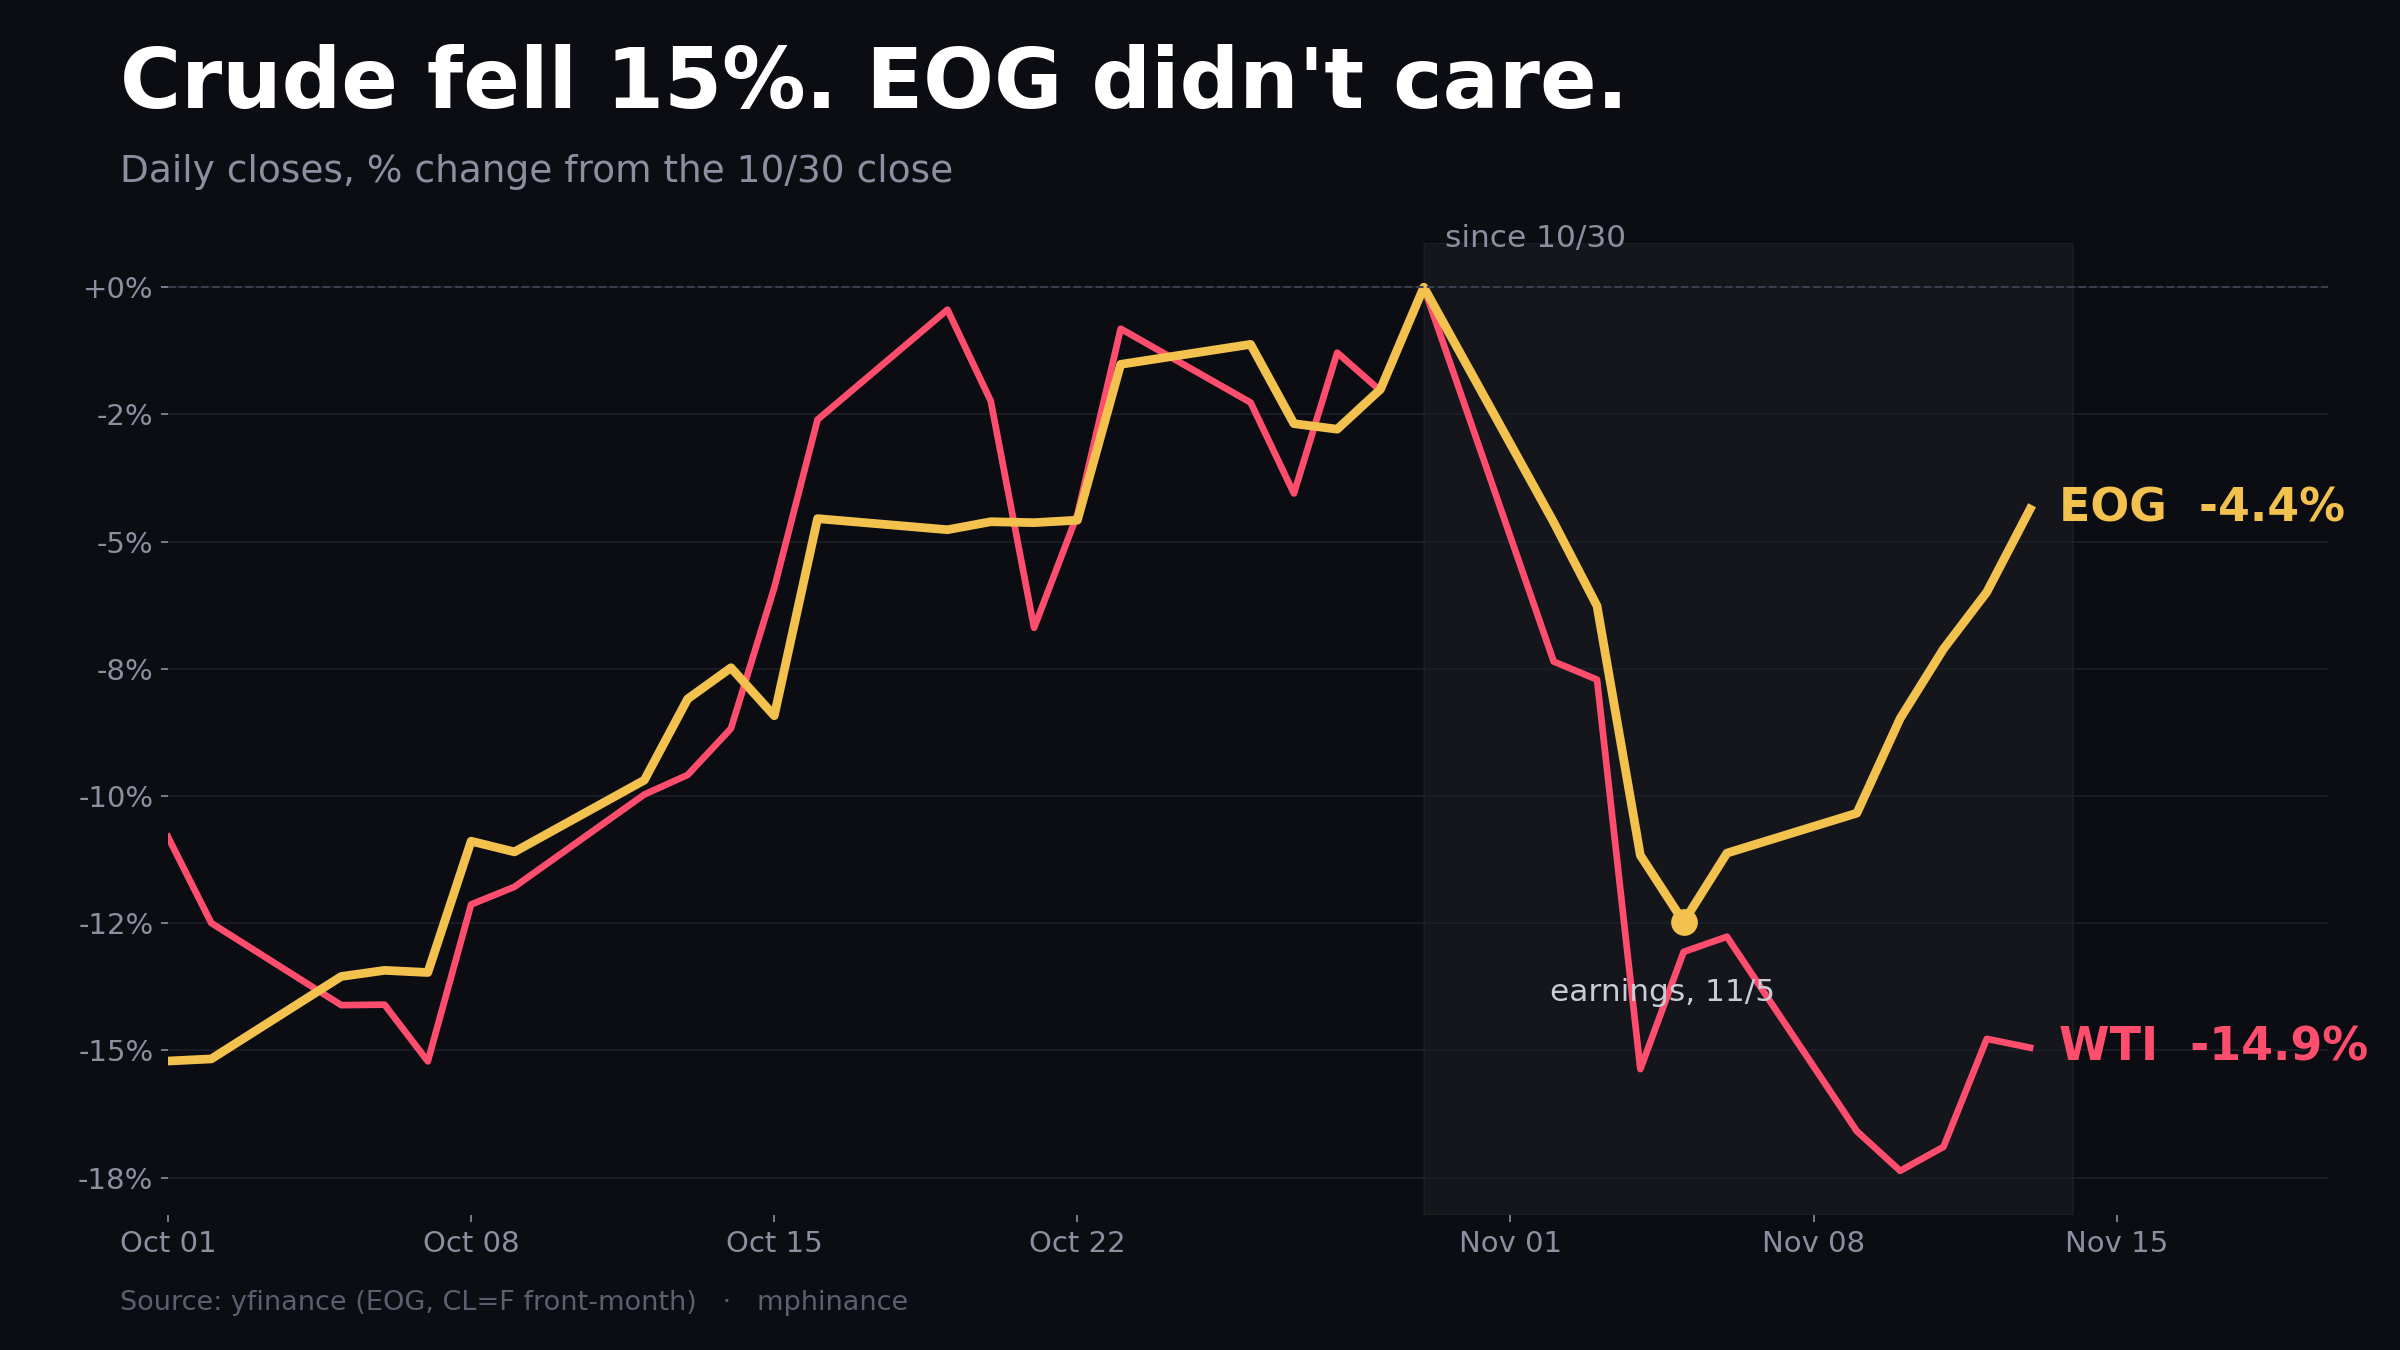 Crude fell 15%. EOG didn't care.
Daily closes, % change from the 10/30 close
since 10/30
+0%
-2%
-5%
-8%
-10%
-12%
-15%
-18%
EOG -4.4%
earnings, 11/5
WTI -14.9%
Oct 01 Oct 08 Oct 15 Oct 22 Nov 01 Nov 08 Nov 15
Source: yfinance (EOG, CL=F front-month) · mphinance